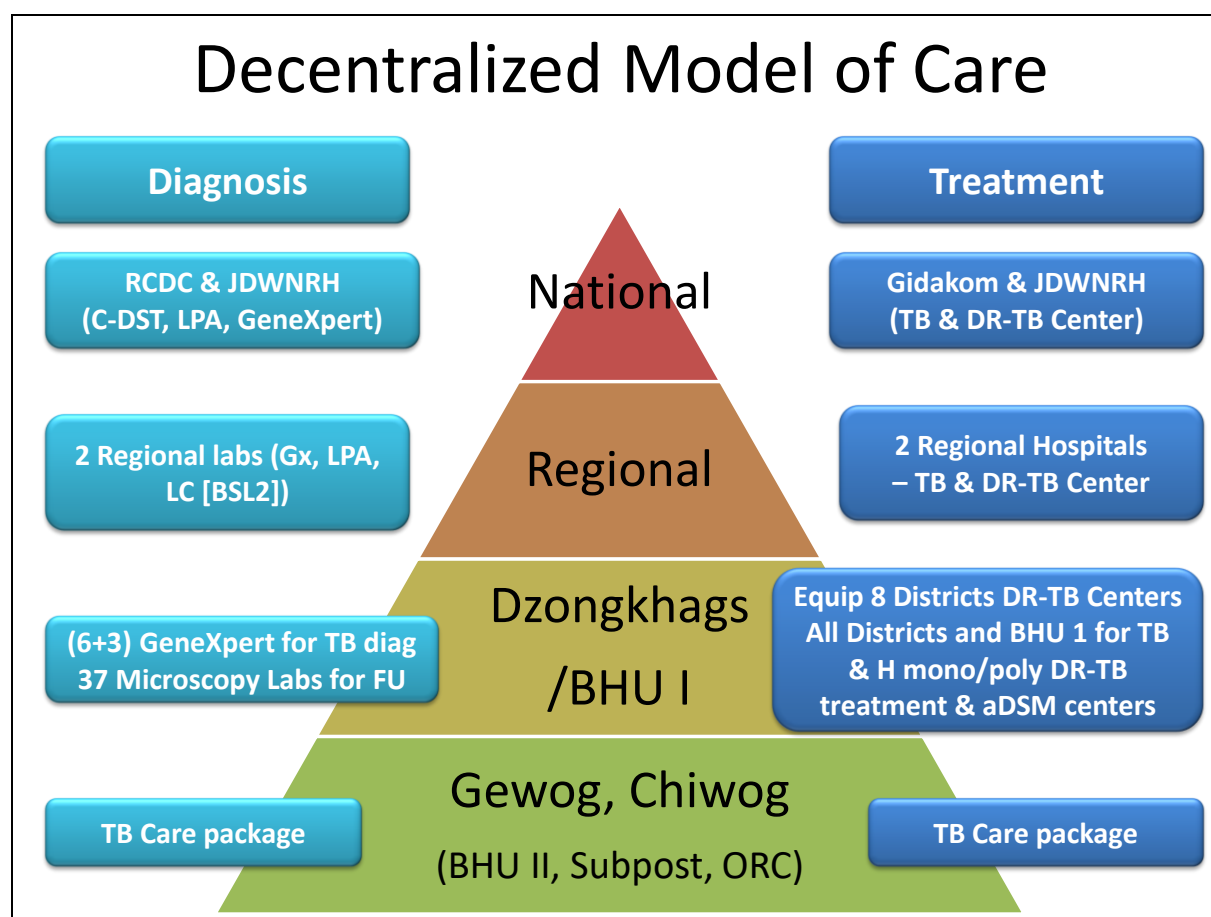 Decentralized Model of Care
Diagnosis
Treatment
RCDC & JDWNRH
(C-DST, LPA, GeneXpert)
National
Gidakom & JDWNRH
(TB & DR-TB Center)
2 Regional labs (Gx, LPA,
LC [BSL2])
Regional
2 Regional Hospitals
– TB & DR-TB Center
(6+3) GeneXpert for TB diag
37 Microscopy Labs for FU
Dzongkhags
/BHU I
Equip 8 Districts DR-TB Centers
All Districts and BHU 1 for TB
& H mono/poly DR-TB
treatment & aDSM centers
TB Care package
Gewog, Chiwog
(BHU II, Subpost, ORC)
TB Care package